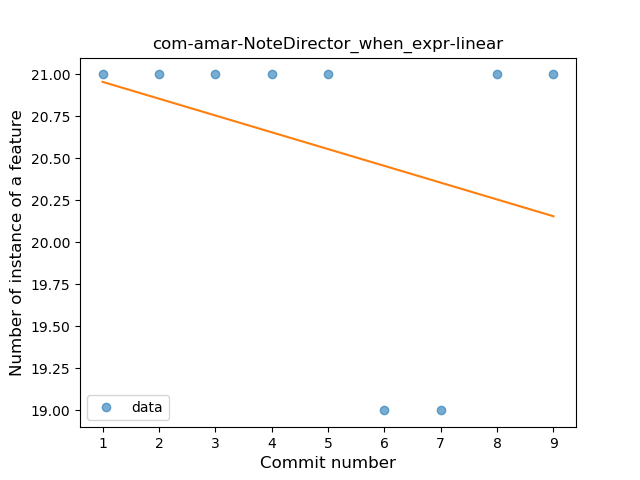 com-amar-NoteDirector_when_expr-linear
Number of instance of a feature
21.00
20.75
20.50
20.25
20.00
19.75
19.50
19.25
19.00
data
1 2 3 4 5 6 7 8 9
Commit number